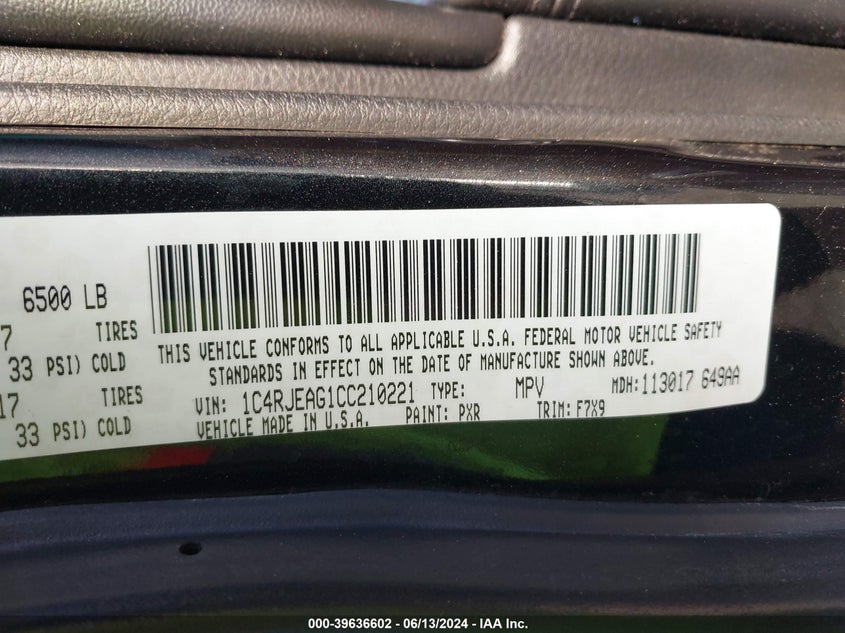 6500 LB
7 TIRES
33 PSI) COLD
17 TIRES
33 PSI) COLD
THIS VEHICLE CONFORMS TO ALL APPLICABLE U.S.A. FEDERAL MOTOR VEHICLE SAFETY
STANDARDS IN EFFECT ON THE DATE OF MANUFACTURE SHOWN ABOVE.
VIN: 1C4RJEAG1CC210221 TYPE: MPV MDH:113017 649AA
VEHICLE MADE IN U.S.A. PAINT: PXR TRIM: F7X9
000-39636602 - 06/13/2024 - IAA Inc.